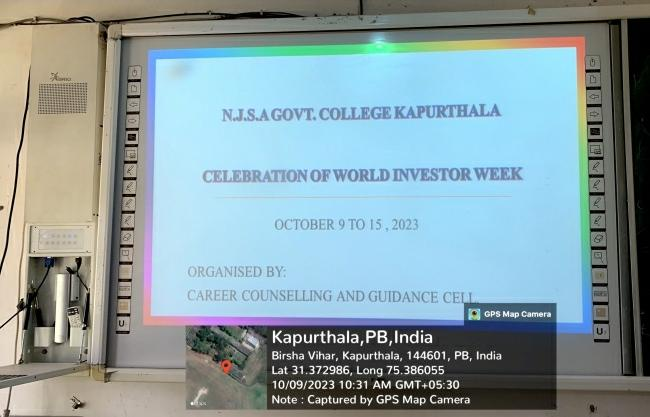 N.J.S.A GOVT. COLLEGE KAPURTHALA
CELEBRATION OF WORLD INVESTOR WEEK
OCTOBER 9 TO 15 , 2023
ORGANISED BY:
CAREER COUNSELLING AND GUIDANCE CELL
GPS Map Camera
Kapurthala,PB,India
Birsha Vihar, Kapurthala, 144601, PB, India
Lat 31.372986, Long 75.386055
10/09/2023 10:31 AM GMT+05:30
Note : Captured by GPS Map Camera